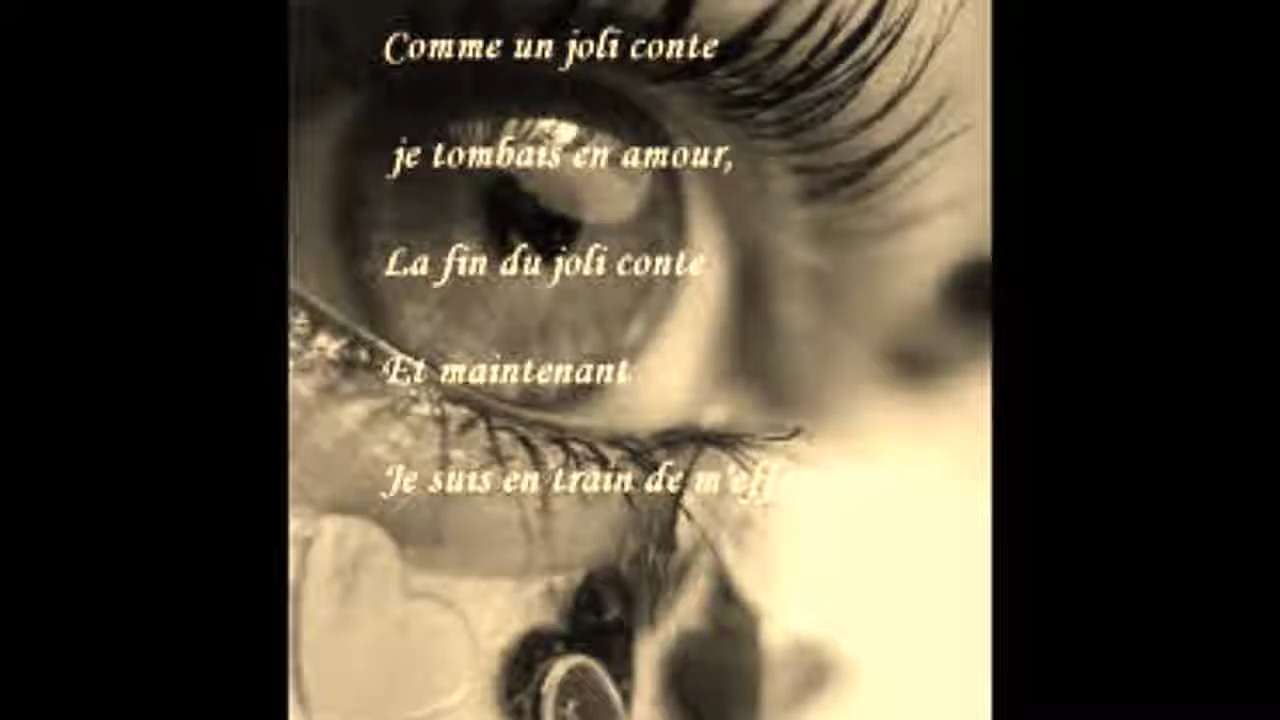 Comme un joli conte
je tombais en amour,
La fin du joli conte
Et maintenant
Je suis en train de